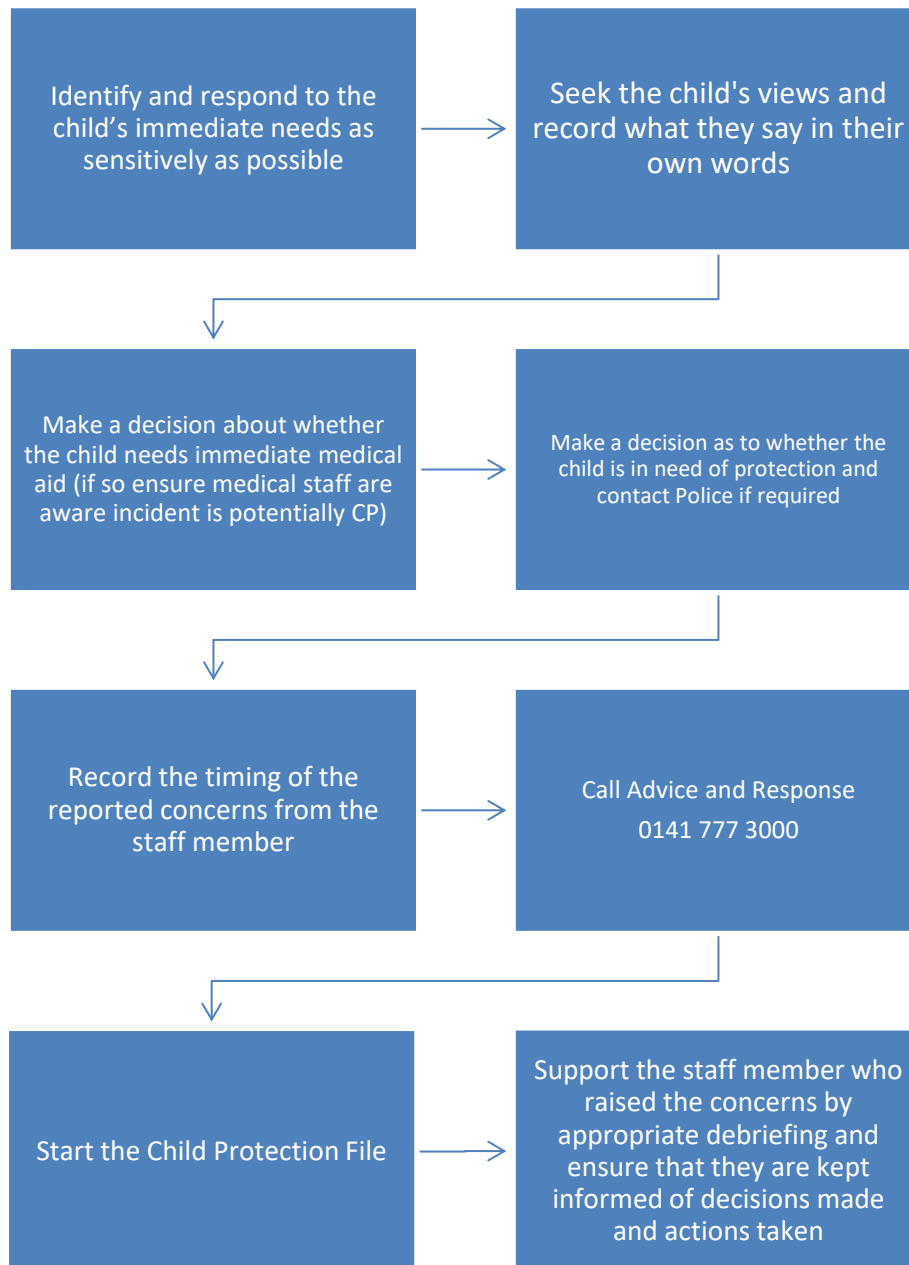 Identify and respond to the
child’s immediate needs as
sensitively as possible
Seek the child's views and
record what they say in their
own words
Make a decision about whether
the child needs immediate medical
aid (if so ensure medical staff are
aware incident is potentially CP)
Make a decision as to whether the
child is in need of protection and
contact Police if required
Record the timing of the
reported concerns from the
staff member
Call Advice and Response
0141 777 3000
Start the Child Protection File
Support the staff member who
raised the concerns by
appropriate debriefing and
ensure that they are kept
informed of decisions made
and actions taken